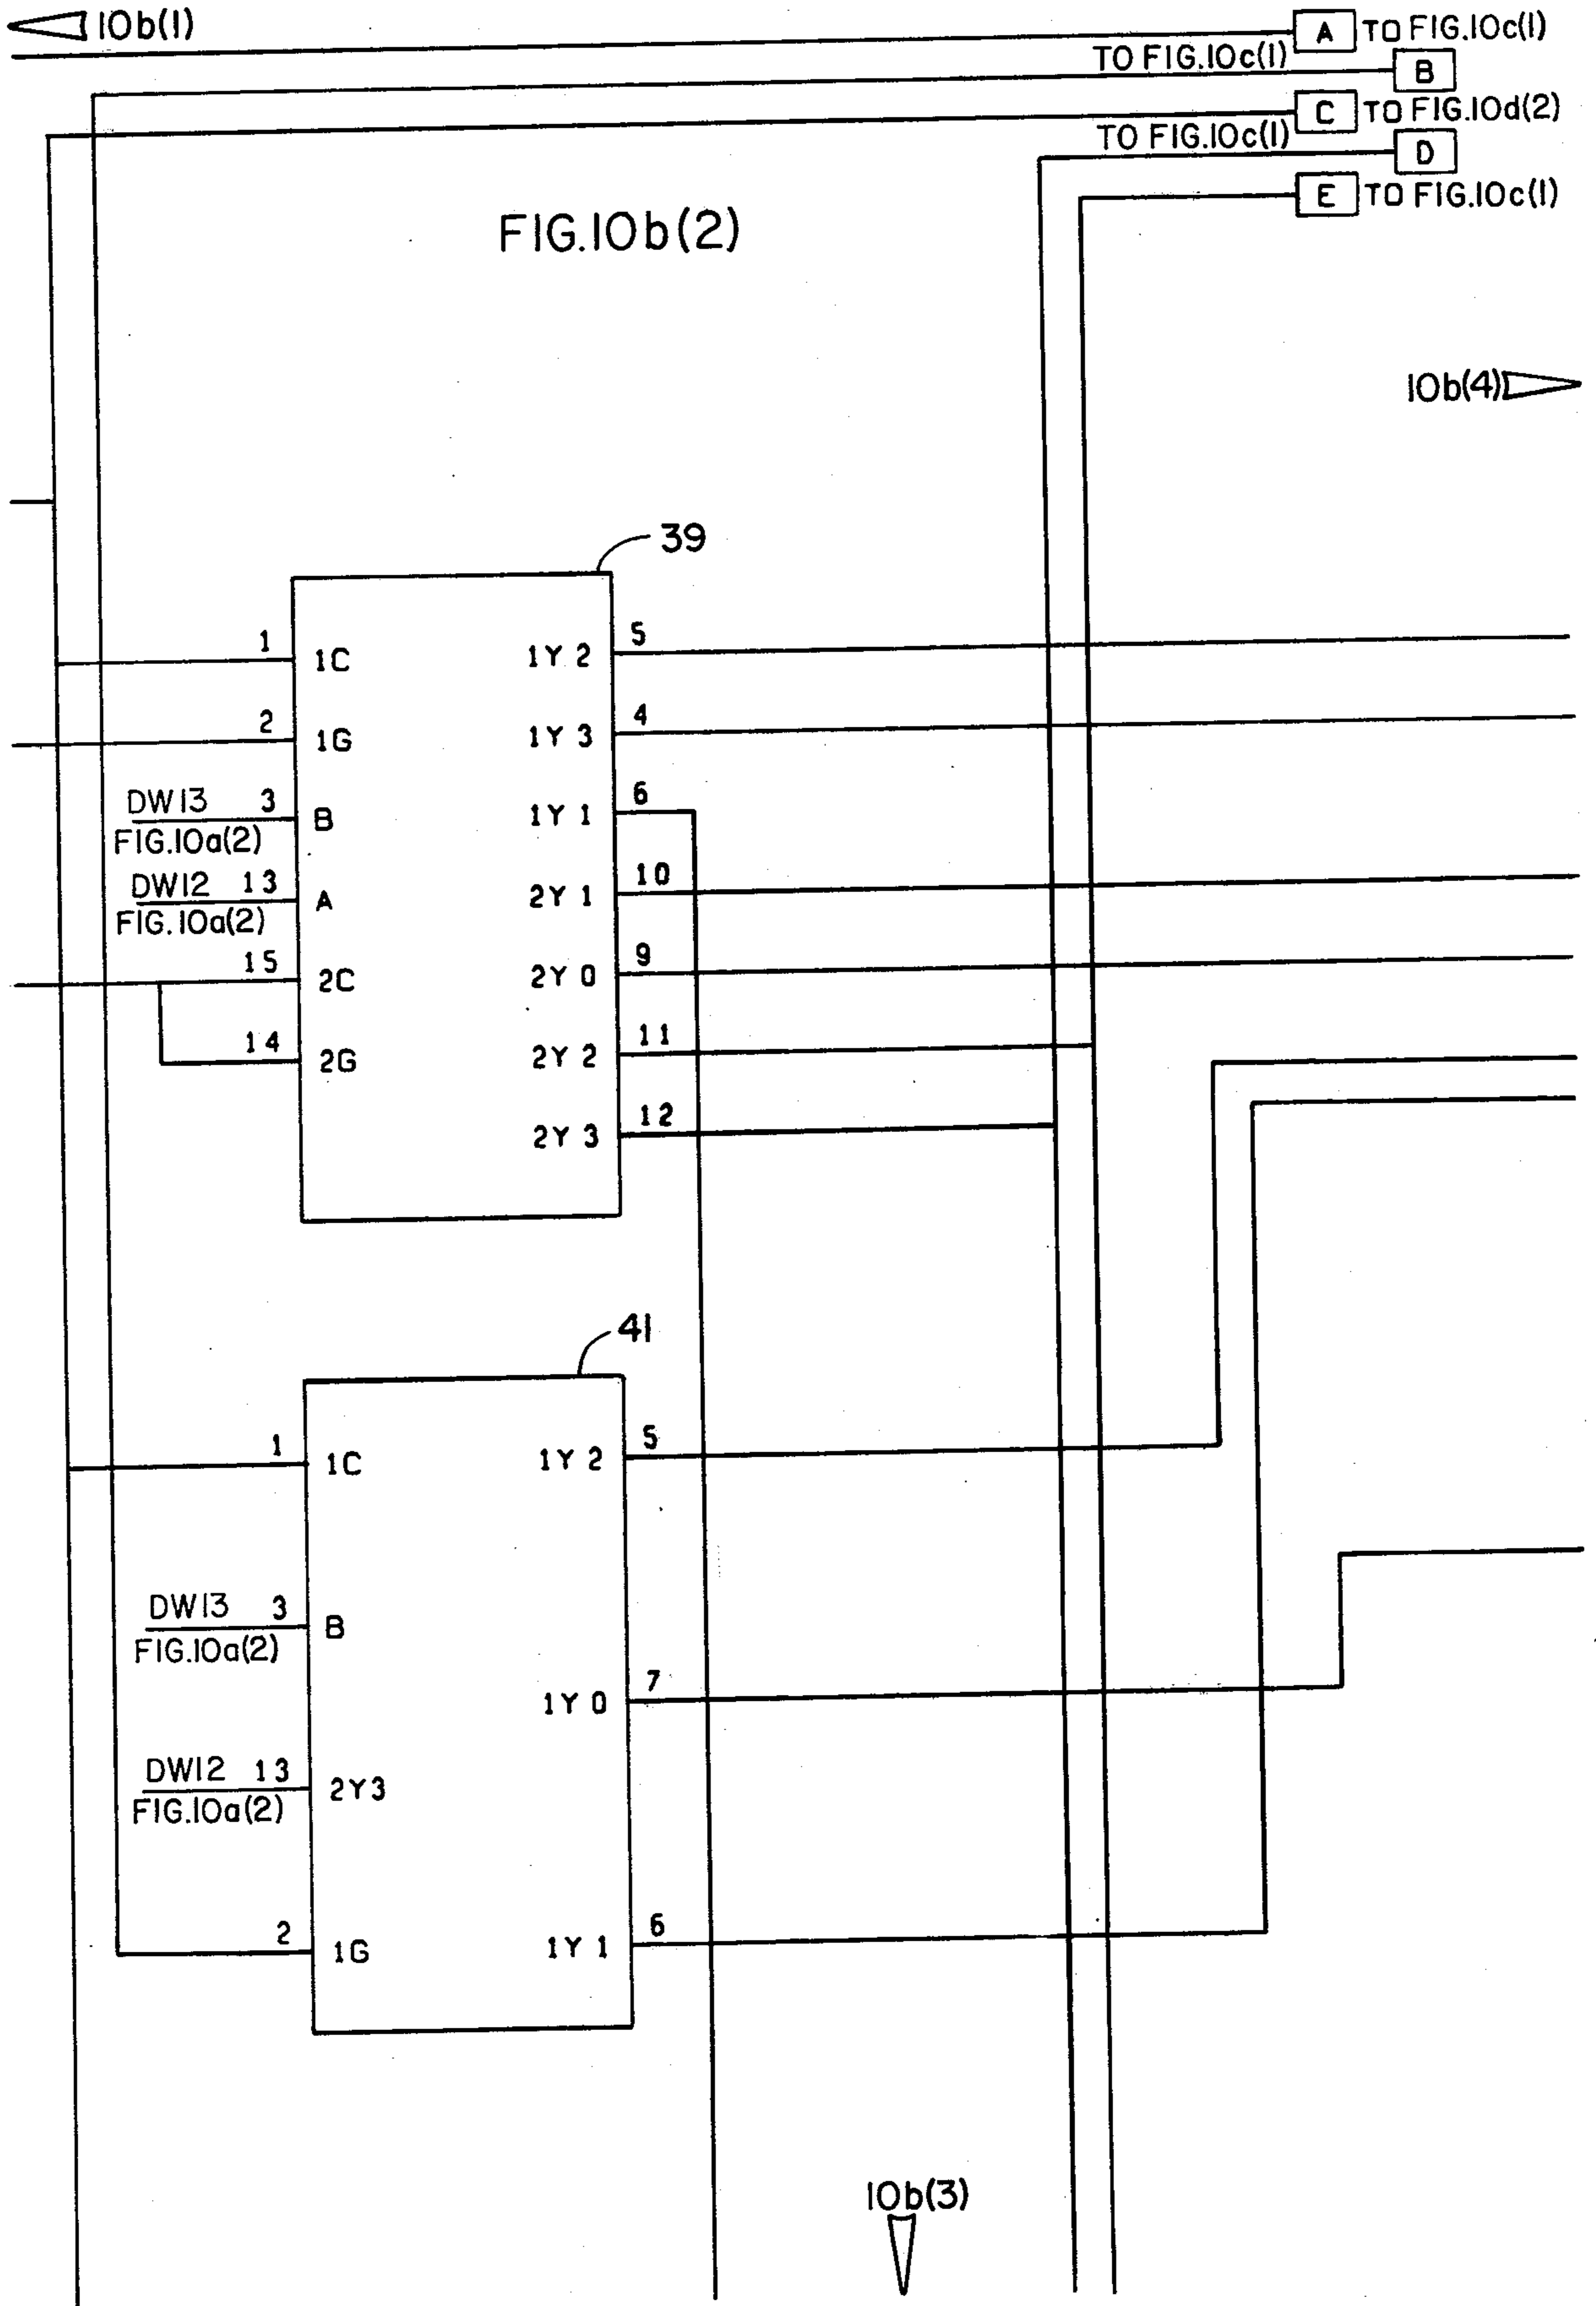 10b(1)
A TO FIG.10c(1)
TO FIG.10c(1) B
C TO FIG.10d(2)
TO FIG.10c(1) D
E TO FIG.10c(1)
FIG.10b(2)
10b(4)
39
1 1C 1Y 2 5
2 1G 1Y 3 4
DW13 3 B 1Y 1 6
FIG.10a(2)
DW12 13 A 2Y 1 10
FIG.10a(2)
15 2C 2Y 0 9
14 2G 2Y 2 11
2Y 3 12
41
1 1C 1Y 2 5
DW13 3 B
FIG.10a(2)
1Y 0 7
DW12 13 2Y3
FIG.10a(2)
2 1G 1Y 1 6
10b(3)